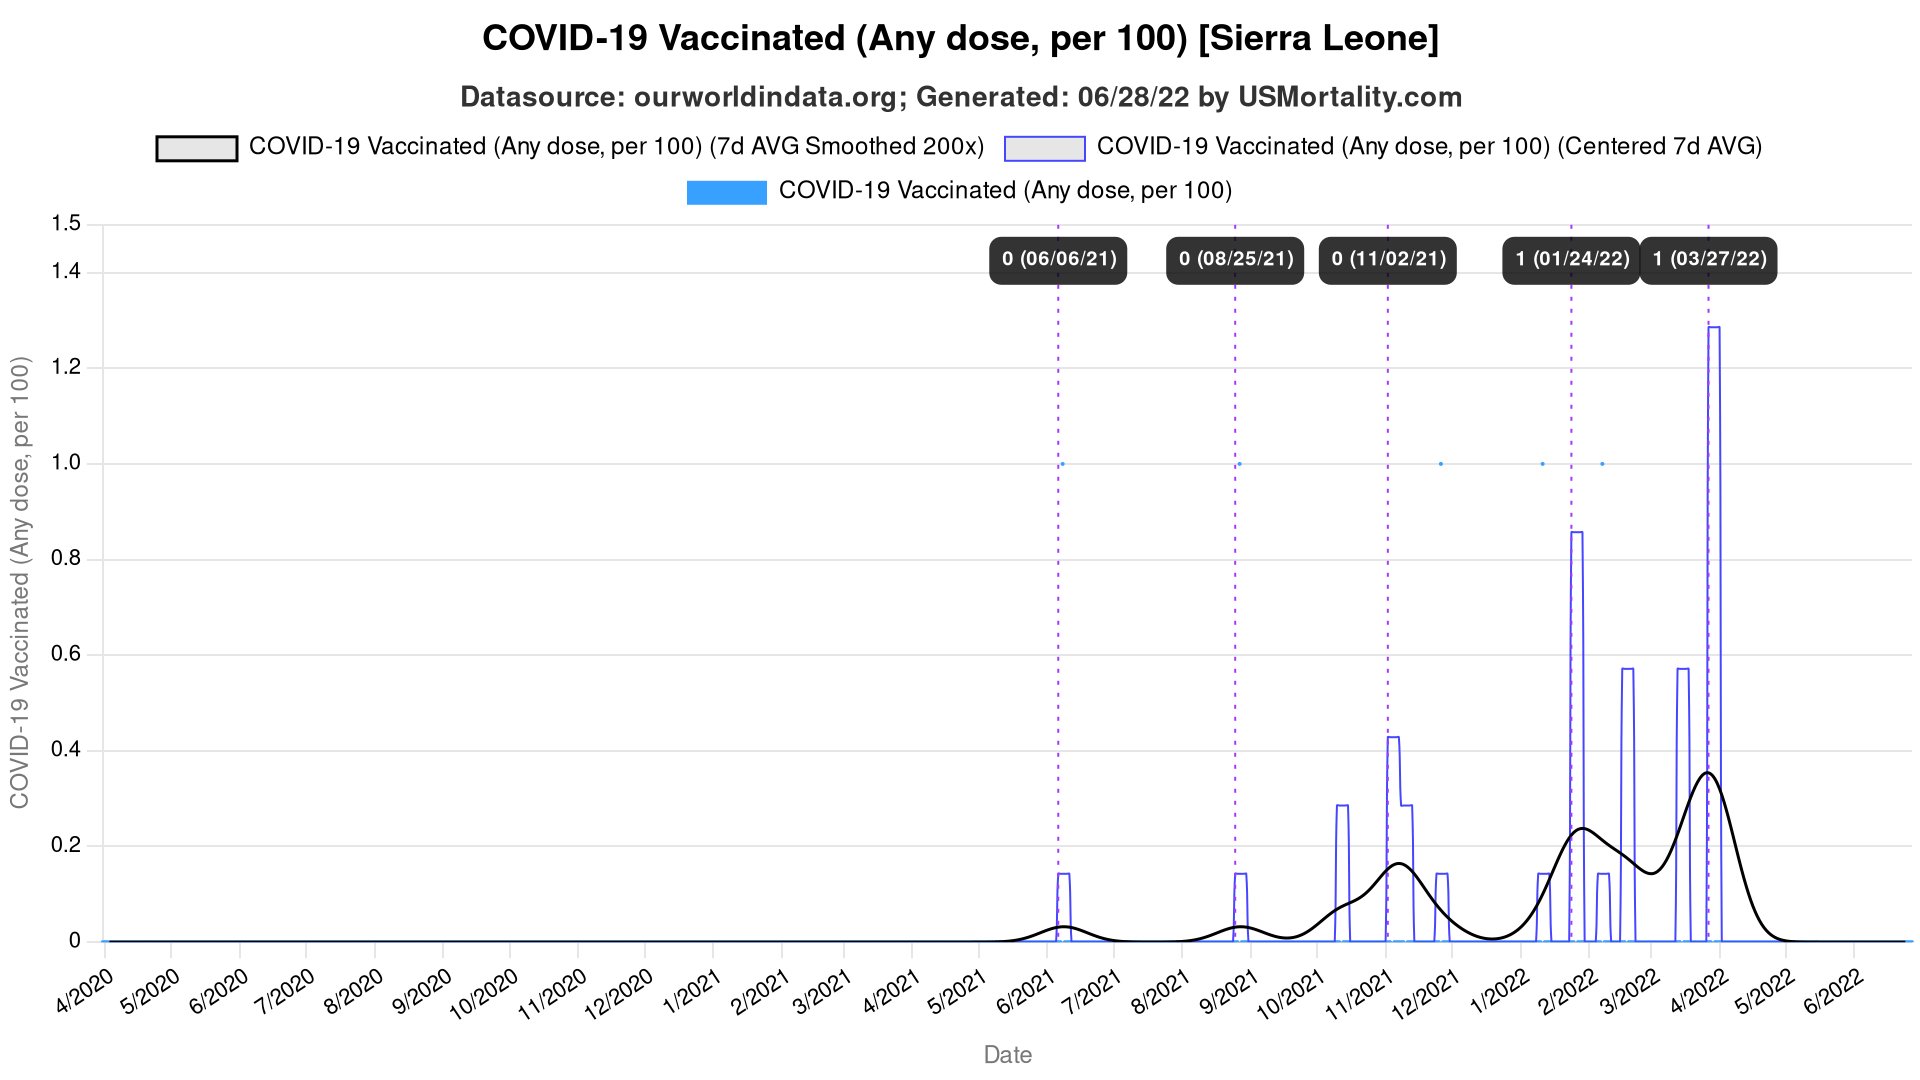 COVID-19 Vaccinated (Any dose, per 100) [Sierra Leone]
Datasource: ourworldindata.org; Generated: 06/28/22 by USMortality.com
COVID-19 Vaccinated (Any dose, per 100) (7d AVG Smoothed 200x) COVID-19 Vaccinated (Any dose, per 100) (Centered 7d AVG)
COVID-19 Vaccinated (Any dose, per 100)
1.5
0 (06/06/21) 0 (08/25/21) 0 (11/02/21) 1 (01/24/22) 1 (03/27/22)
1.4
1.2
1.0
0.8
0.6
0.4
0.2
0
COVID-19 Vaccinated (Any dose, per 100)
4/2020 5/2020 6/2020 7/2020 8/2020 9/2020 10/2020 11/2020 12/2020 1/2021 2/2021 3/2021 4/2021 5/2021 6/2021 7/2021 8/2021 9/2021 10/2021 11/2021 12/2021 1/2022 2/2022 3/2022 4/2022 5/2022 6/2022
Date